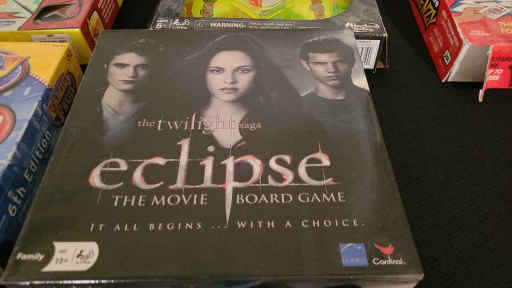 WARNING:
the twilight saga
eclipse
THE MOVIE BOARD GAME
IT ALL BEGINS ... WITH A CHOICE.
6th Edition
Family
Cardinal.